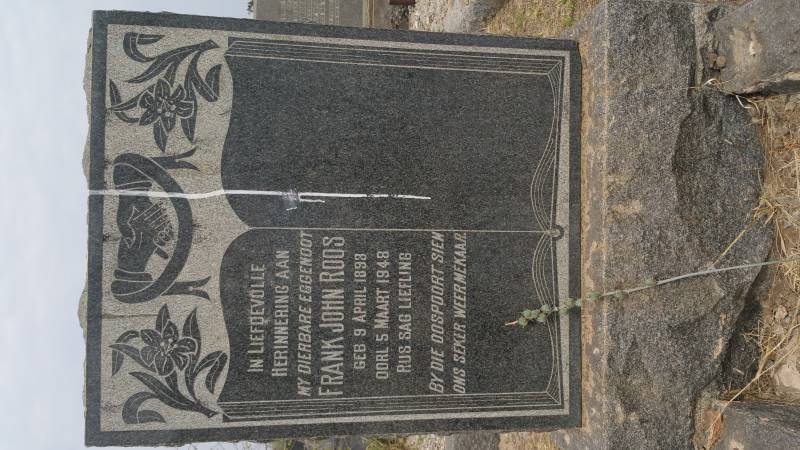 IN LIEFDEVOLLE
HERINNERING AAN
MY DIERBARE EGGENOOT
FRANK JOHN ROOS
GEB 9 APRIL 1898
OORL 5 MAART 1948
RUS SAG LIEFLING
BY DIE OOSPOORT SIEN
ONS SEKER WEER MEKAAR.